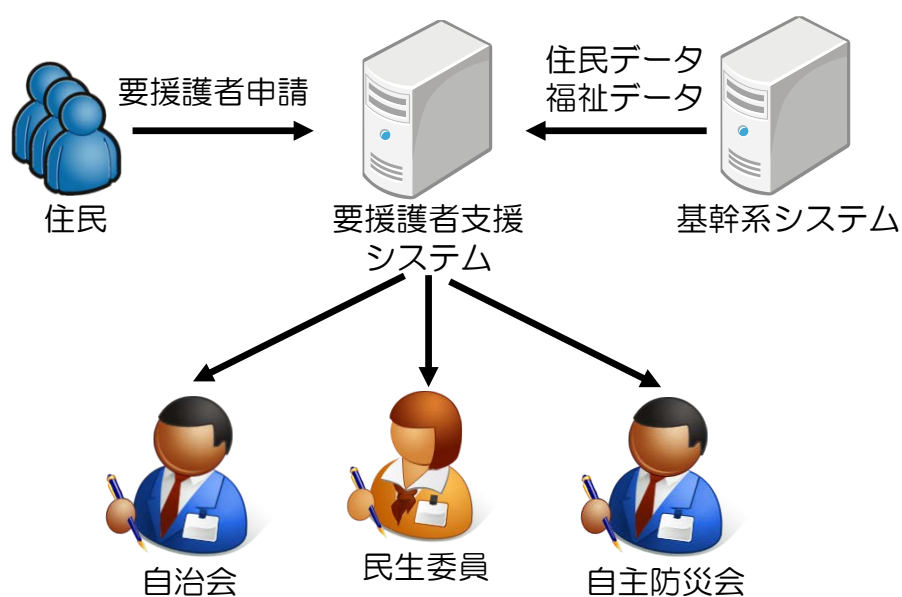 要援護者申請
住民データ
福祉データ
住民
要援護者支援
システム
基幹系システム
自治会
民生委員
自主防災会